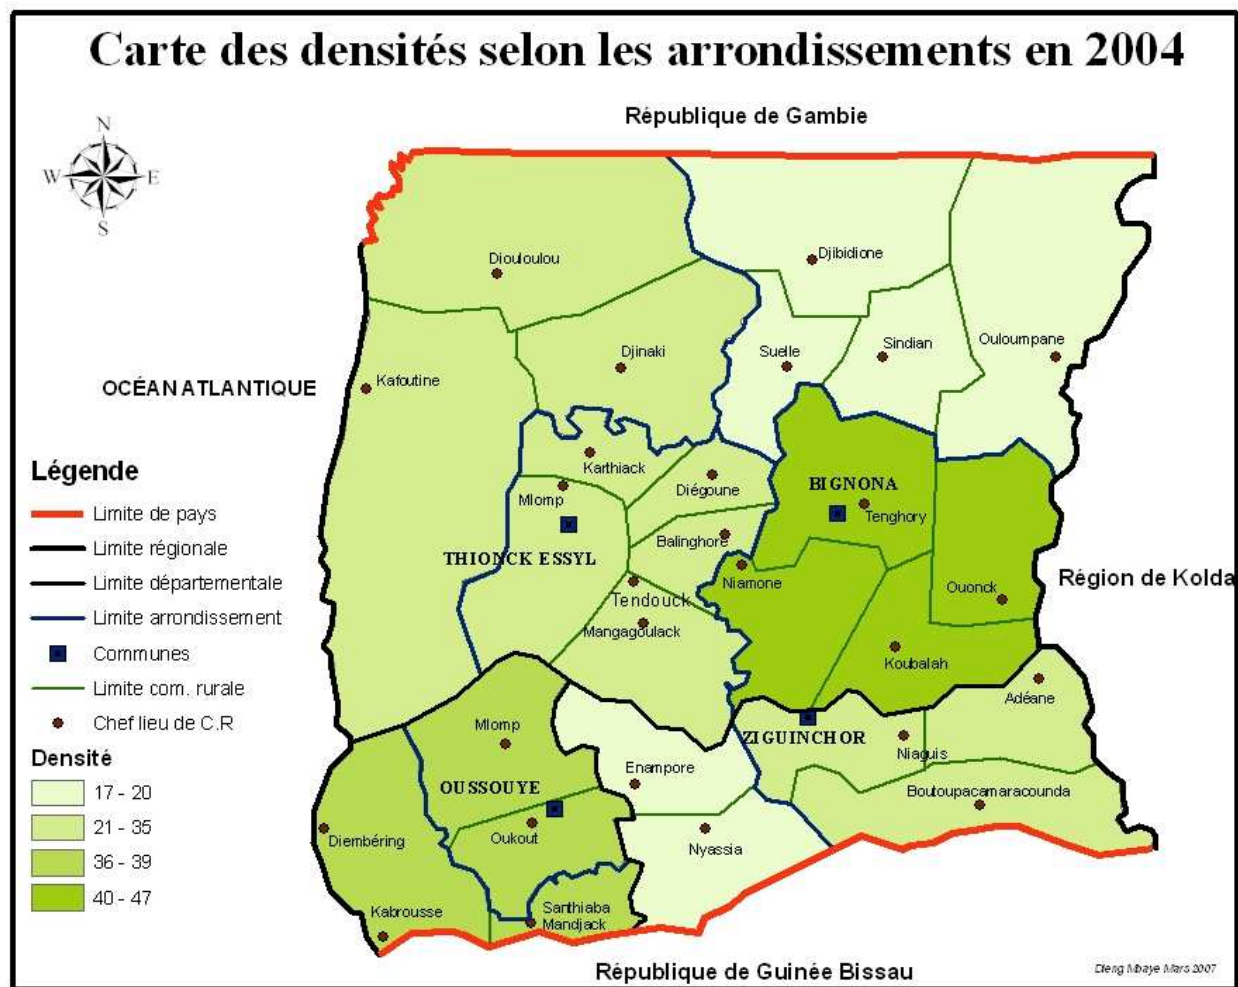 Carte des densités selon les arrondissements en 2004
République de Gambie
N
W
E
S
Diouloulou
Djibidione
Djinaki
Suelle
Sindian
Ouloumpane
OCÉAN ATLANTIQUE
Kafoutine
Karthiack
Mlomp
Diégoune
BIGNONA
Tenghory
THIONCK ESSYL
Balinghore
Niamone
Ouonck
Région de Kolda
Tendouck
Mangagoulack
Koubalah
Adéane
Mlomp
ZIGUINCHOR
Niaguis
Enampore
OUSSOUYE
Boutoupacamaracounda
Diembéring
Oukout
Nyassia
Kabrousse
Santhiaba
Mandjack
République de Guinée Bissau
Légende
Limite de pays
Limite régionale
Limite départementale
Limite arrondissement
Communes
Limite com. rurale
Chef lieu de C.R
Densité
17 - 20
21 - 35
36 - 39
40 - 47
Dieng Mbaye Mars 2007